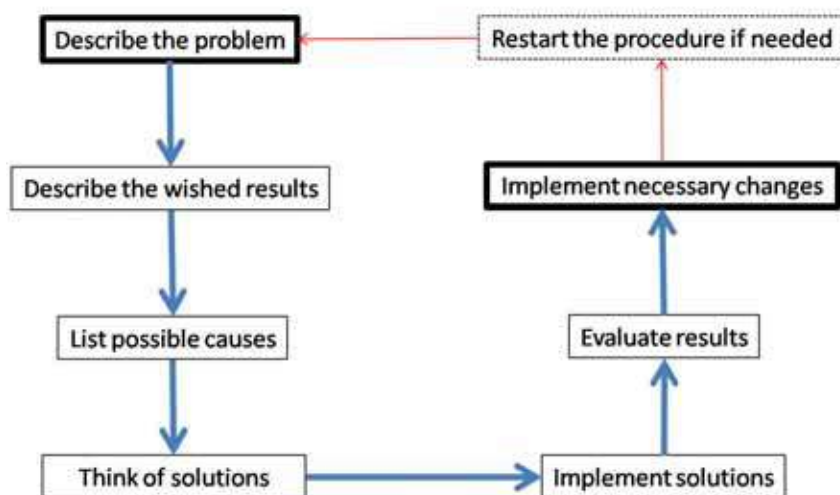 Describe the problem
Restart the procedure if needed
Describe the wished results
Implement necessary changes
List possible causes
Evaluate results
Think of solutions
Implement solutions